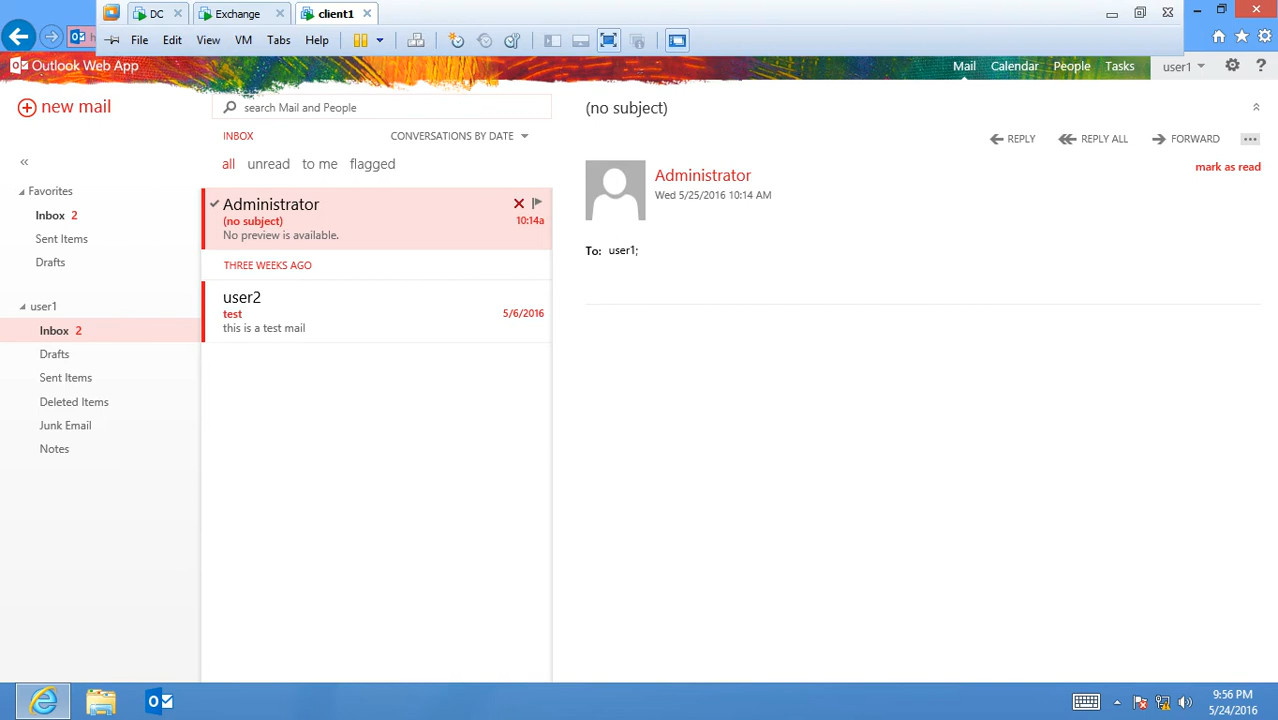 DC
Exchange
client1
File Edit View VM Tabs Help
Outlook Web App
Mail Calendar People Tasks user1
new mail
search Mail and People
INBOX CONVERSATIONS BY DATE
all unread to me flagged
«
Favorites
Inbox 2
Sent Items
Drafts
user1
Inbox 2
Drafts
Sent Items
Deleted Items
Junk Email
Notes
Administrator
(no subject) 10:14a
No preview is available.
THREE WEEKS AGO
user2
test 5/6/2016
this is a test mail
(no subject)
REPLY REPLY ALL FORWARD
mark as read
Administrator
Wed 5/25/2016 10:14 AM
To: user1;
9:56 PM
5/24/2016